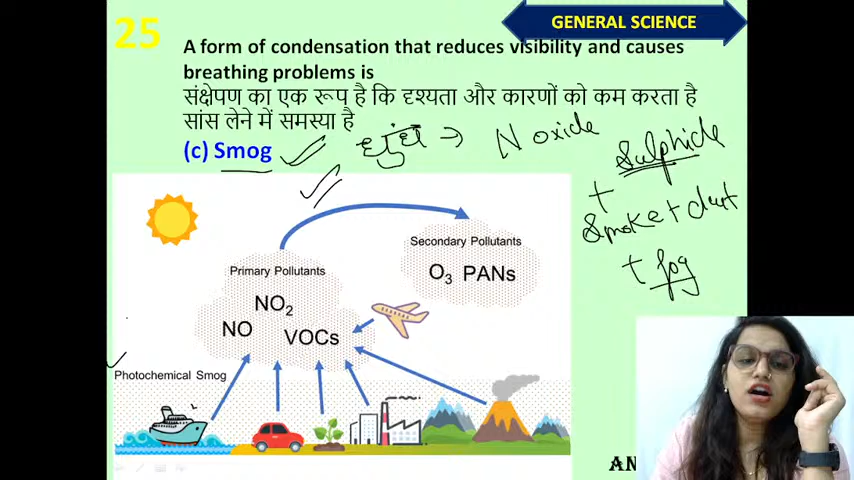 GENERAL SCIENCE
25
A form of condensation that reduces visibility and causes
breathing problems is
संक्षेपण का एक रूप है कि दृश्यता और कारणों को कम करता है
सांस लेने में समस्या है
(c) Smog
धुंध → N oxide
Sulphide
+
Smoke + dust
+ fog
Secondary Pollutants
O3 PANs
Primary Pollutants
NO2
NO
VOCs
Photochemical Smog
AN